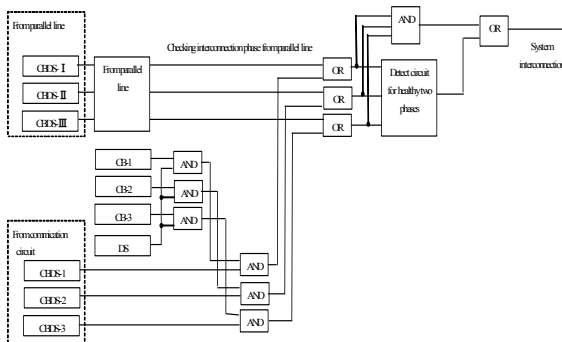 From parallel line
CBDS-Ⅰ
CBDS-Ⅱ
CBDS-Ⅲ
From parallel
line
Checking interconnection phase from parallel line
OR
OR
OR
AND
Detect circuit
for healthy two
phases
OR
System
interconnection
CB-1
CB-2
CB-3
DS
AND
AND
AND
From commication
circuit
CBDS-1
CBDS-2
CBDS-3
AND
AND
AND